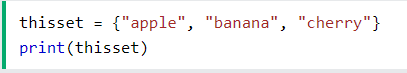 thisset = {"apple", "banana", "cherry"}
print(thisset)